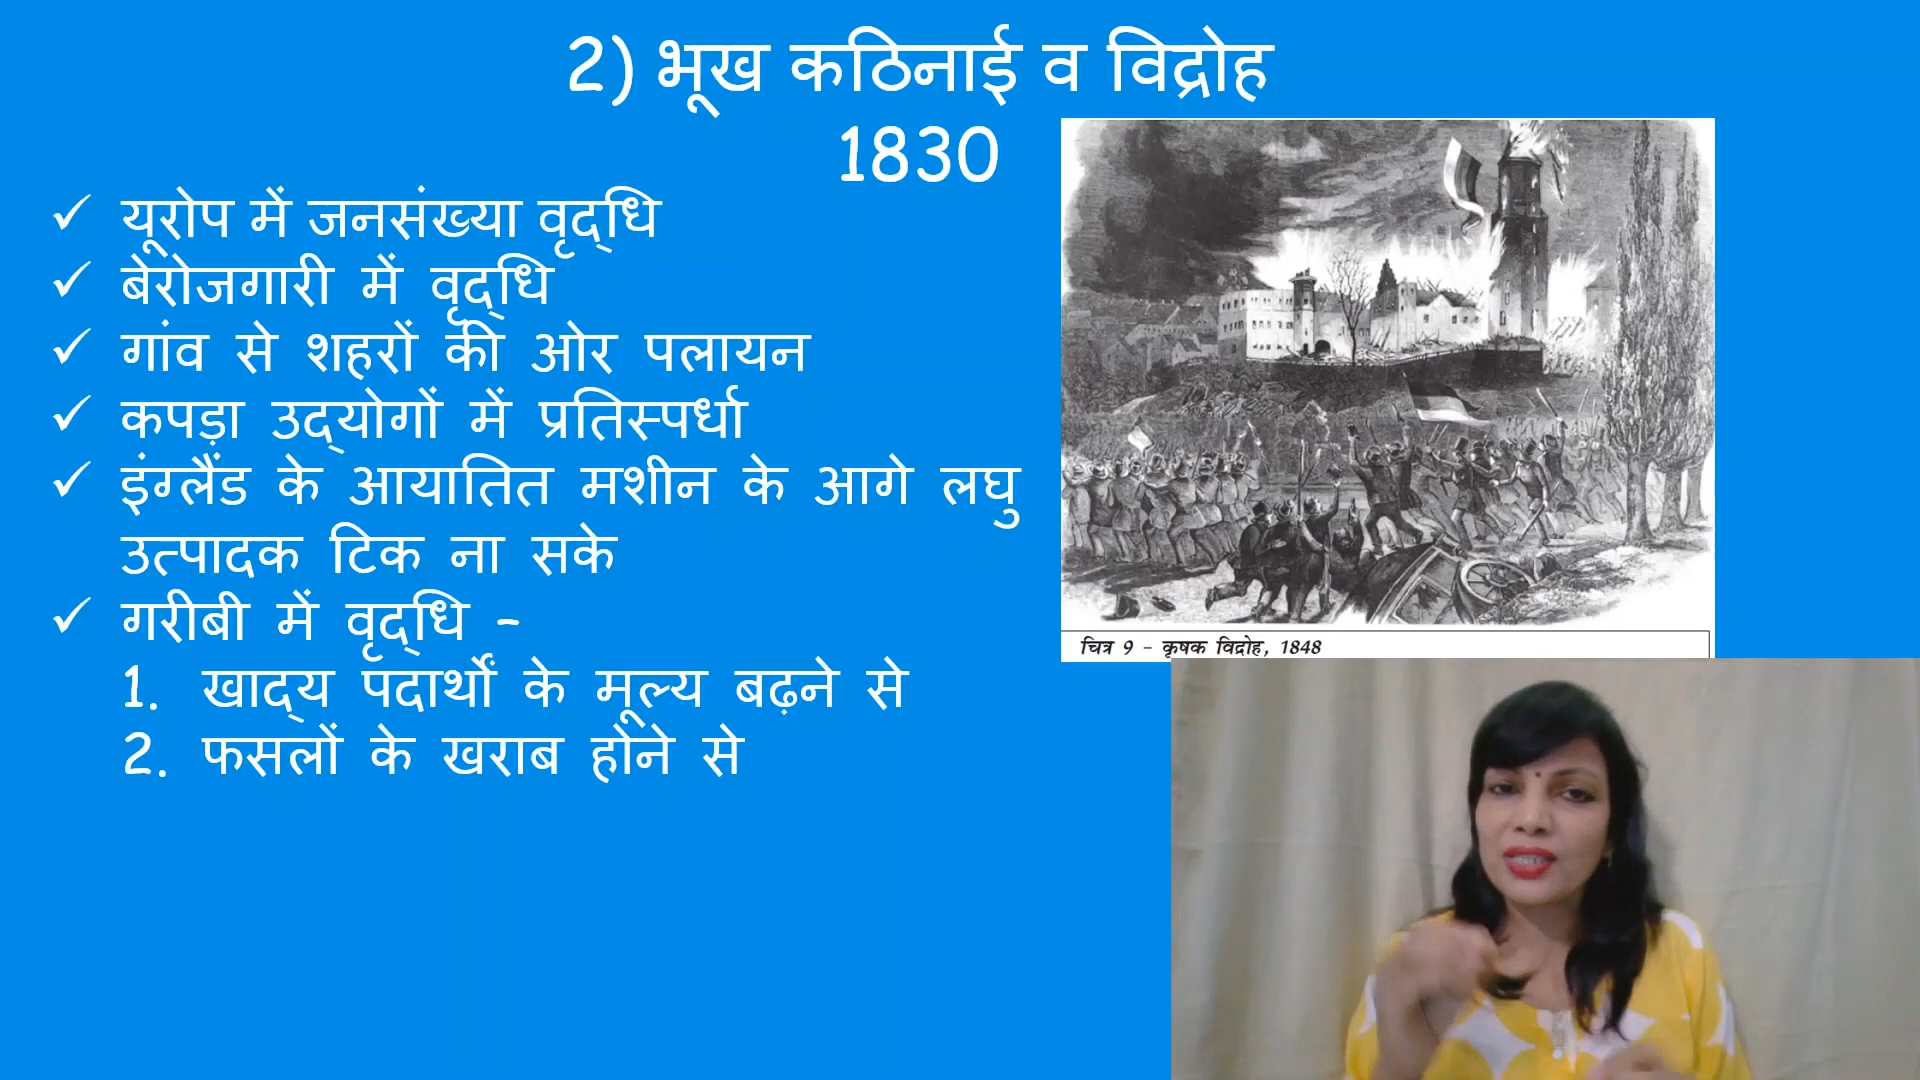 2) भूख कठिनाई व विद्रोह
1830
✓ यूरोप में जनसंख्या वृद्धि
✓ बेरोजगारी में वृद्धि
✓ गांव से शहरों की ओर पलायन
✓ कपड़ा उद्योगों में प्रतिस्पर्धा
✓ इंग्लैंड के आयातित मशीन के आगे लघु
उत्पादक टिक ना सके
✓ गरीबी में वृद्धि -
1. खाद्य पदार्थों के मूल्य बढ़ने से
2. फसलों के खराब होने से
चित्र 9 - कृषक विद्रोह, 1848